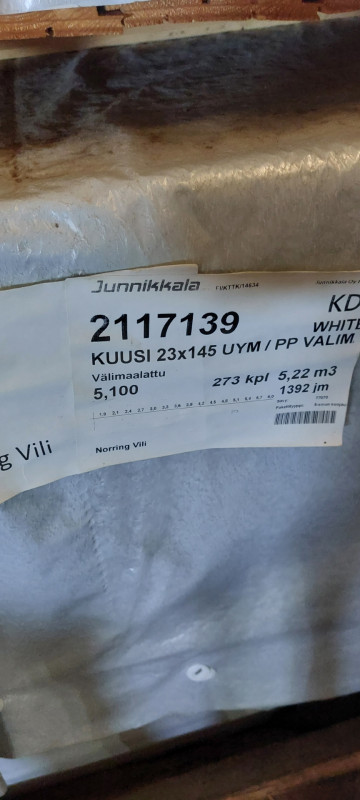 Junnikkala
KD
2117139
WHITE
KUUSI 23x145 UYM / PP VÄLIM
Välimaalattu
273 kpl 5,22 m3
5,100
1392 jm
Norring Vili
g Vili